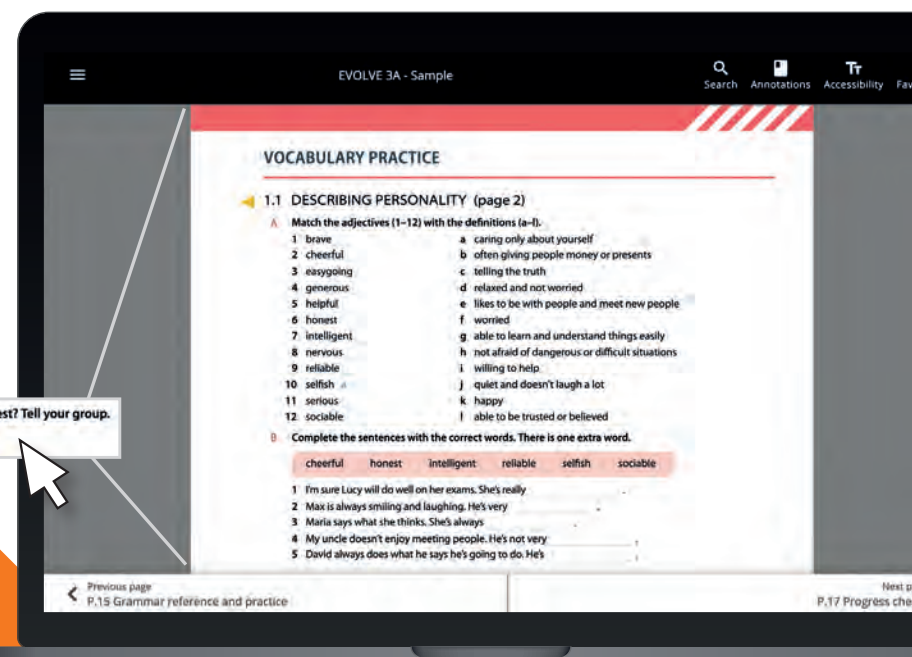 EVOLVE 3A - Sample
Search
Annotations
TT
Accessibility
Fav
VOCABULARY PRACTICE
1.1 DESCRIBING PERSONALITY (page 2)
A Match the adjectives (1–12) with the definitions (a–l).
1 brave
2 cheerful
3 easygoing
4 generous
5 helpful
6 honest
7 intelligent
8 nervous
9 reliable
10 selfish a
11 serious
12 sociable
a caring only about yourself
b often giving people money or presents
c telling the truth
d relaxed and not worried
e likes to be with people and meet new people
f worried
g able to learn and understand things easily
h not afraid of dangerous or difficult situations
i willing to help
j quiet and doesn't laugh a lot
k happy
l able to be trusted or believed
B Complete the sentences with the correct words. There is one extra word.
cheerful honest intelligent reliable selfish sociable
1 I'm sure Lucy will do well on her exams. She's really .
2 Max is always smiling and laughing. He's very .
3 Maria says what she thinks. She's always .
4 My uncle doesn't enjoy meeting people. He's not very .
5 David always does what he says he's going to do. He's .
est? Tell your group.
Previous page
P.15 Grammar reference and practice
Next p
P.17 Progress che